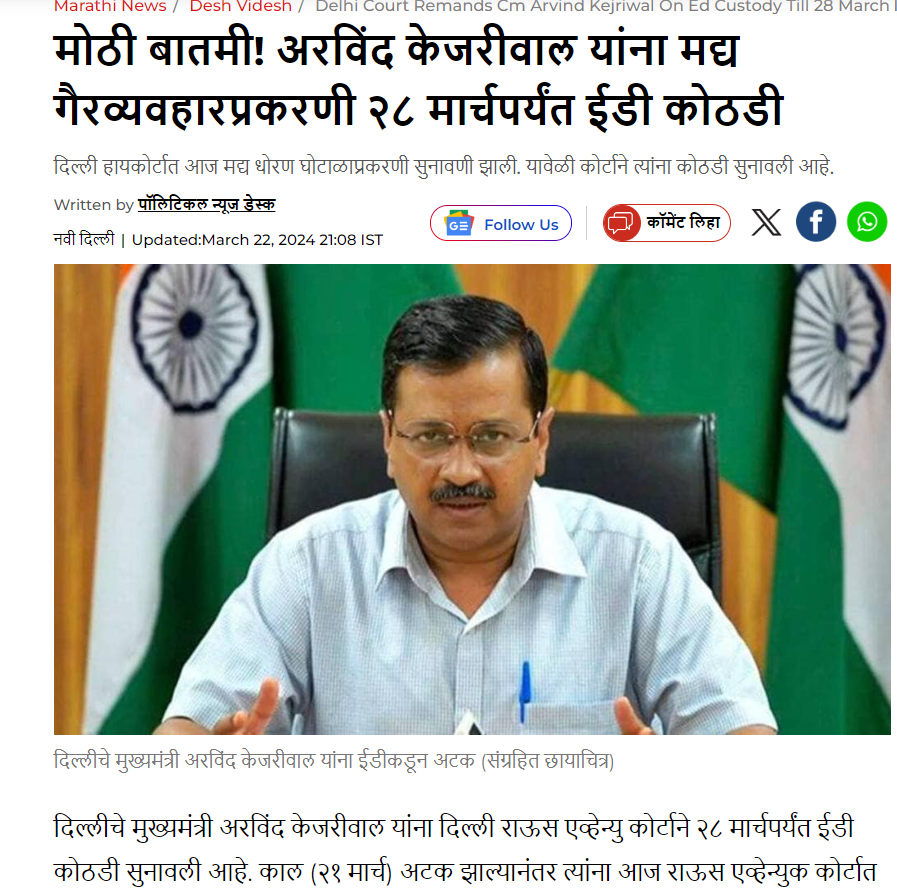 Marathi News / Desh Videsh / Delhi Court Remands Cm Arvind Kejriwal On Ed Custody Till 28 March
मोठी बातमी! अरविंद केजरीवाल यांना मद्य
गैरव्यवहारप्रकरणी २८ मार्चपर्यंत ईडी कोठडी
दिल्ली हायकोर्टात आज मद्य धोरण घोटाळाप्रकरणी सुनावणी झाली. यावेळी कोर्टाने त्यांना कोठडी सुनावली आहे.
Written by पॉलिटिकल न्यूज डेस्क
नवी दिल्ली | Updated:March 22, 2024 21:08 IST
GE Follow Us
कॉमेंट लिहा
दिल्लीचे मुख्यमंत्री अरविंद केजरीवाल यांना ईडीकडून अटक (संग्रहित छायाचित्र)
दिल्लीचे मुख्यमंत्री अरविंद केजरीवाल यांना दिल्ली राऊस एव्हेन्यु कोर्टाने २८ मार्चपर्यंत ईडी
कोठडी सुनावली आहे. काल (२१ मार्च) अटक झाल्यानंतर त्यांना आज राऊस एव्हेन्युक कोर्टात